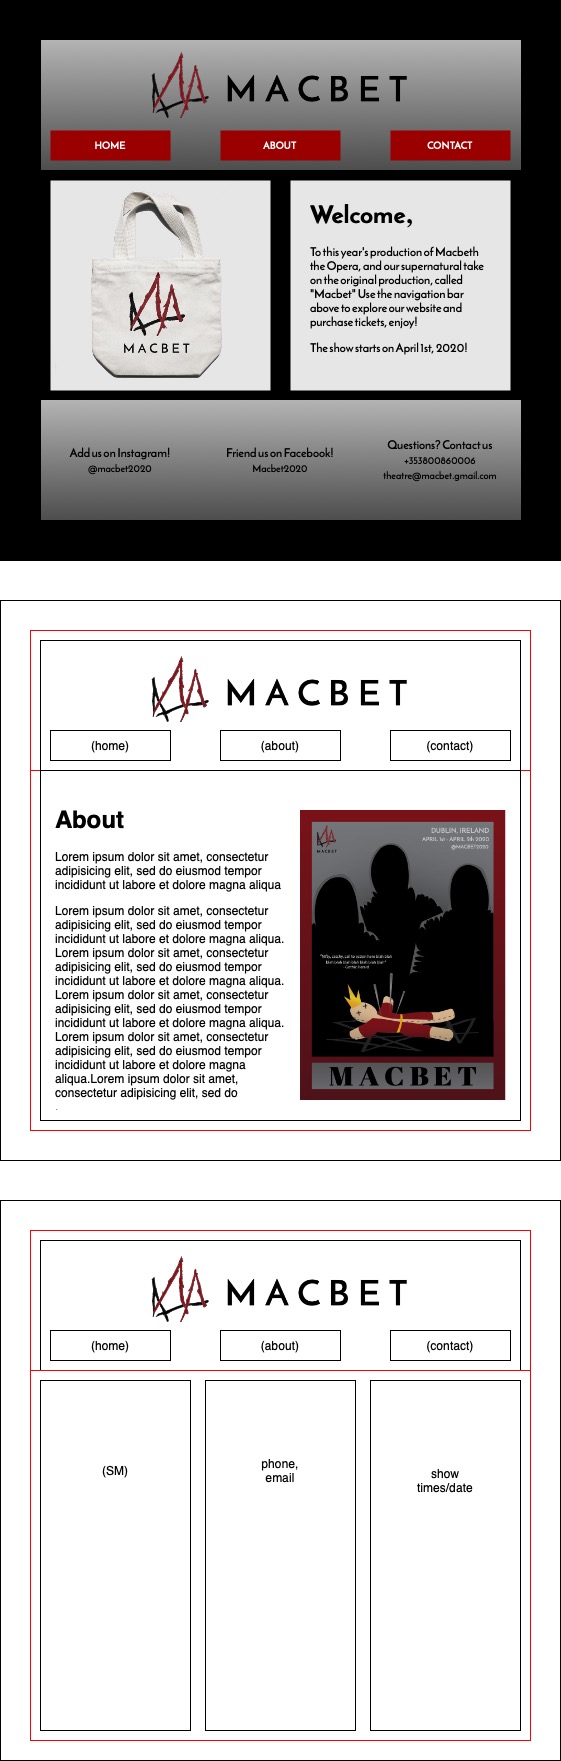 MACBET
HOME
ABOUT
CONTACT
MACBET
Welcome,
To this year's production of Macbeth
the Opera, and our supernatural take
on the original production, called
"Macbet" Use the navigation bar
above to explore our website and
purchase tickets, enjoy!
The show starts on April 1st, 2020!
Add us on Instagram!
@macbet2020
Friend us on Facebook!
Macbet2020
Questions? Contact us
+353800860006
theatre@macbet.gmail.com
MACBET
(home)
(about)
(contact)
About
Lorem ipsum dolor sit amet, consectetur
adipisicing elit, sed do eiusmod tempor
incididunt ut labore et dolore magna aliqua
Lorem ipsum dolor sit amet, consectetur
adipisicing elit, sed do eiusmod tempor
incididunt ut labore et dolore magna aliqua.
Lorem ipsum dolor sit amet, consectetur
adipisicing elit, sed do eiusmod tempor
incididunt ut labore et dolore magna aliqua.
Lorem ipsum dolor sit amet, consectetur
adipisicing elit, sed do eiusmod tempor
incididunt ut labore et dolore magna aliqua.
Lorem ipsum dolor sit amet, consectetur
adipisicing elit, sed do eiusmod tempor
incididunt ut labore et dolore magna
aliqua.Lorem ipsum dolor sit amet,
consectetur adipisicing elit, sed do
.
MACBET
DUBLIN, IRELAND
APRIL 1st - APRIL 5th 2020
@MACBET2020
MACBET
MACBET
(home)
(about)
(contact)
(SM)
phone,
email
show
times/date